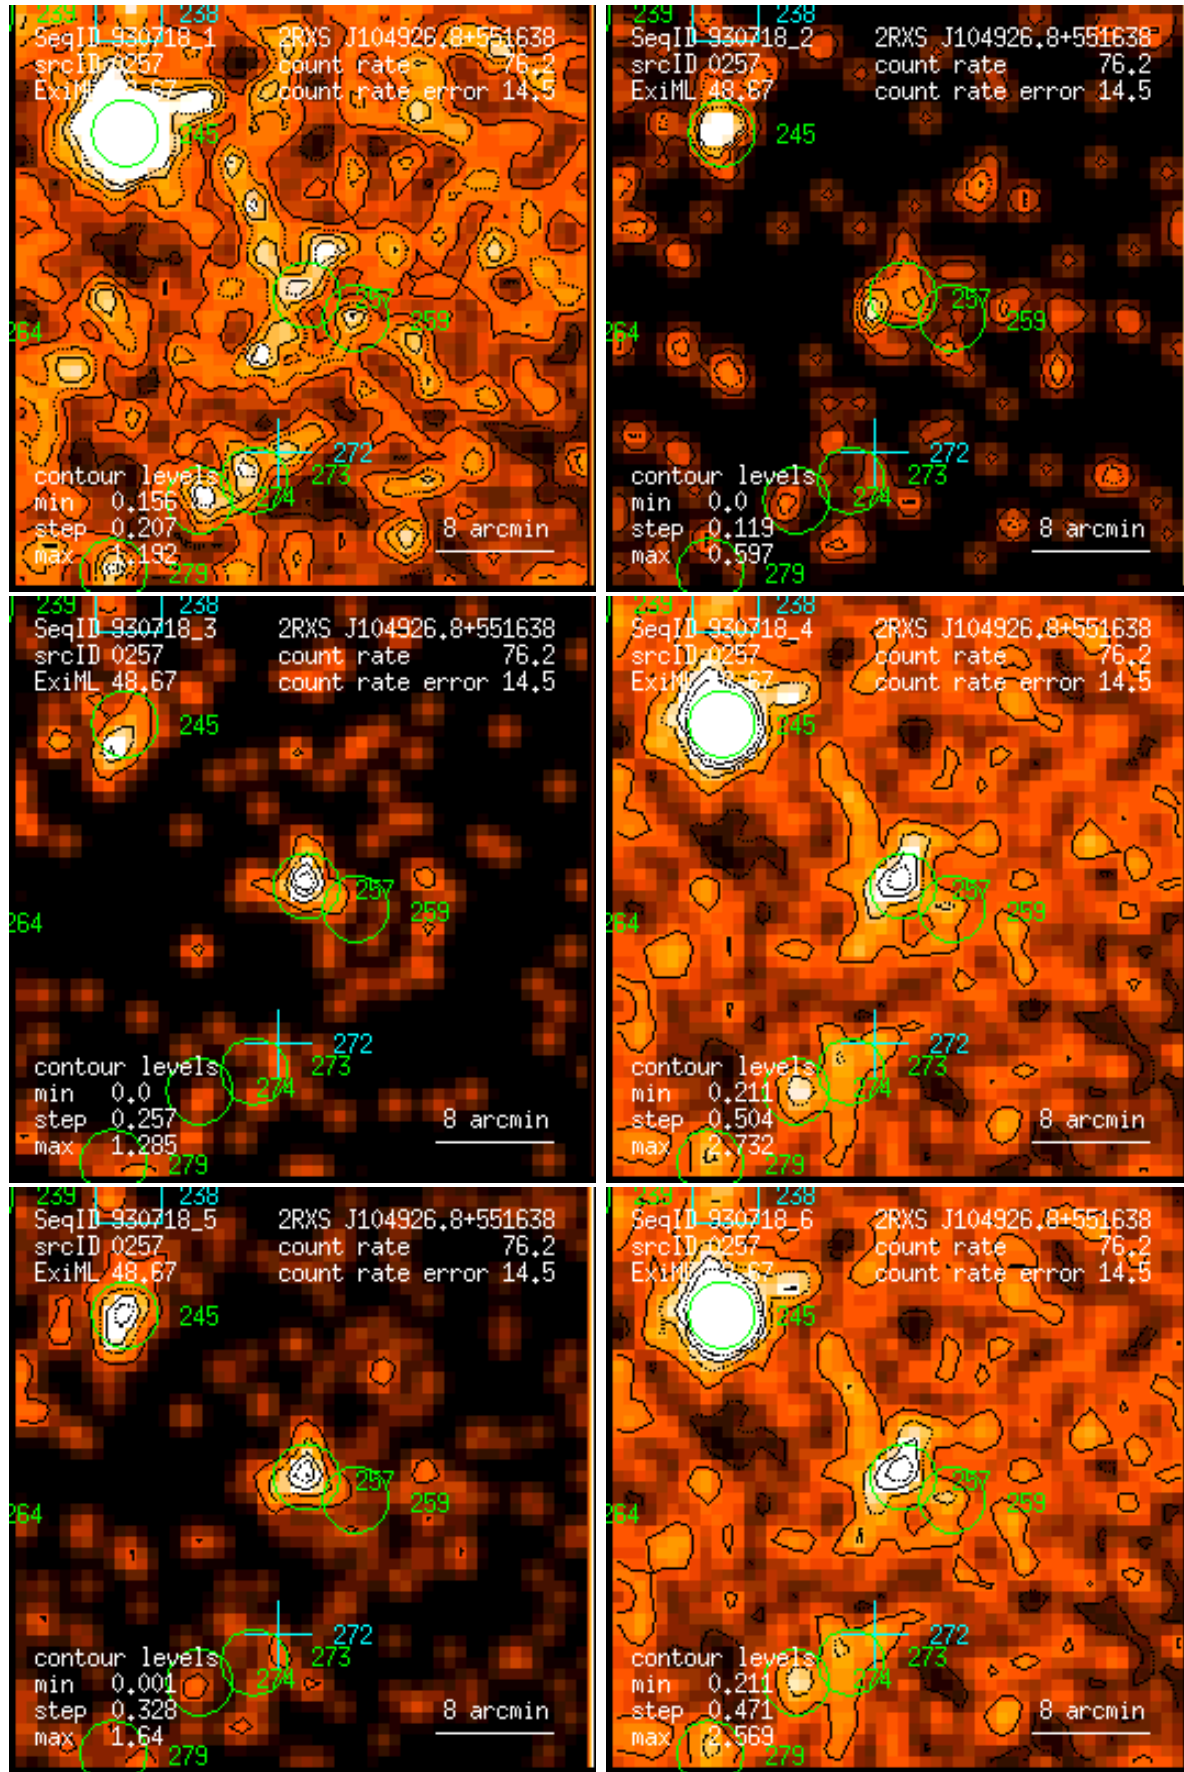 239 238
SeqID 930718_1 2RXS J104926.8+551638
srcID 0257 count rate 76.2
ExiML 48.67 count rate error 14.5
245
257
259
264
272
273
274
contour levels
min 0.156
step 0.207
max 1.192
8 arcmin
279
239 238
SeqID 930718_2 2RXS J104926.8+551638
srcID 0257 count rate 76.2
ExiML 48.67 count rate error 14.5
245
257
259
264
272
273
274
contour levels
min 0.0
step 0.119
max 0.597
8 arcmin
279
239 238
SeqID 930718_3 2RXS J104926.8+551638
srcID 0257 count rate 76.2
ExiML 48.67 count rate error 14.5
245
257
259
264
272
273
274
contour levels
min 0.0
step 0.257
max 1.285
8 arcmin
279
239 238
SeqID 930718_4 2RXS J104926.8+551638
srcID 0257 count rate 76.2
ExiML 48.67 count rate error 14.5
245
257
259
264
272
273
274
contour levels
min 0.211
step 0.504
max 2.732
8 arcmin
279
239 238
SeqID 930718_5 2RXS J104926.8+551638
srcID 0257 count rate 76.2
ExiML 48.67 count rate error 14.5
245
257
259
264
272
273
274
contour levels
min 0.001
step 0.328
max 1.64
8 arcmin
279
239 238
SeqID 930718_6 2RXS J104926.8+551638
srcID 0257 count rate 76.2
ExiML 48.67 count rate error 14.5
245
257
259
264
272
273
274
contour levels
min 0.211
step 0.471
max 2.569
8 arcmin
279